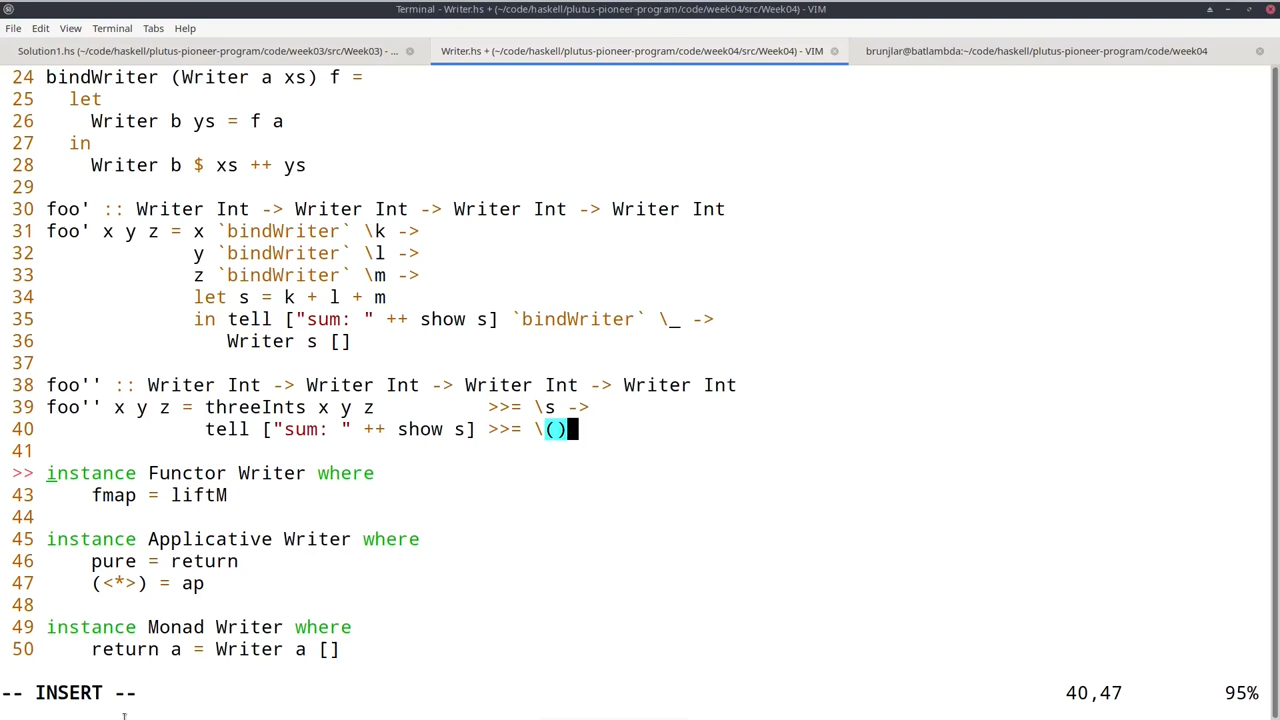 Terminal - Writer.hs + (~/code/haskell/plutus-pioneer-program/code/week04/src/Week04) - VIM
File Edit View Terminal Tabs Help
Solution1.hs (~/code/haskell/plutus-pioneer-program/code/week03/src/Week03) - ... Writer.hs + (~/code/haskell/plutus-pioneer-program/code/week04/src/Week04) - VIM brunjlar@batlambda:~/code/haskell/plutus-pioneer-program/code/week04
24 bindWriter (Writer a xs) f =
25   let
26     Writer b ys = f a
27   in
28     Writer b $ xs ++ ys
29
30 foo' :: Writer Int -> Writer Int -> Writer Int -> Writer Int
31 foo' x y z = x `bindWriter` \k ->
32              y `bindWriter` \l ->
33              z `bindWriter` \m ->
34              let s = k + l + m
35              in tell ["sum: " ++ show s] `bindWriter` \_ ->
36                 Writer s []
37
38 foo'' :: Writer Int -> Writer Int -> Writer Int -> Writer Int
39 foo'' x y z = threeInts x y z          >>= \s ->
40               tell ["sum: " ++ show s] >>= \()
41
>> instance Functor Writer where
43     fmap = liftM
44
45 instance Applicative Writer where
46     pure = return
47     (<*>) = ap
48
49 instance Monad Writer where
50     return a = Writer a []
-- INSERT -- 40,47 95%